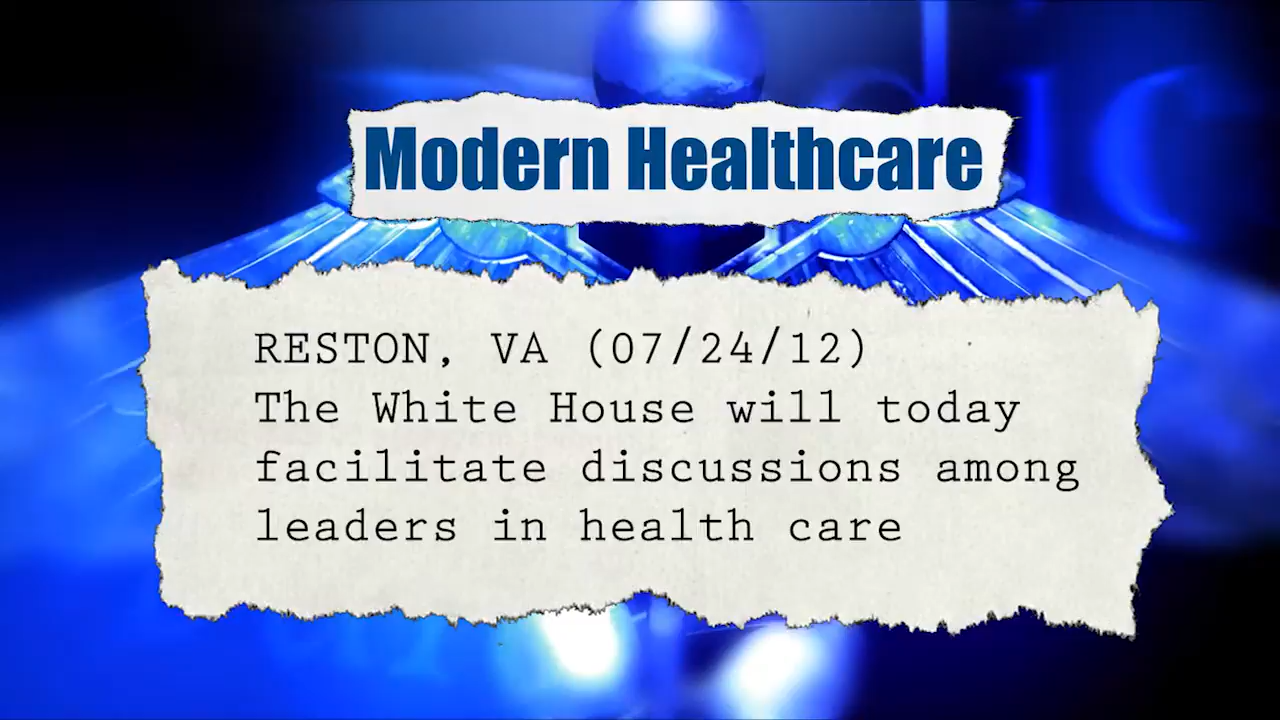 Modern Healthcare
RESTON, VA (07/24/12)
The White House will today
facilitate discussions among
leaders in health care